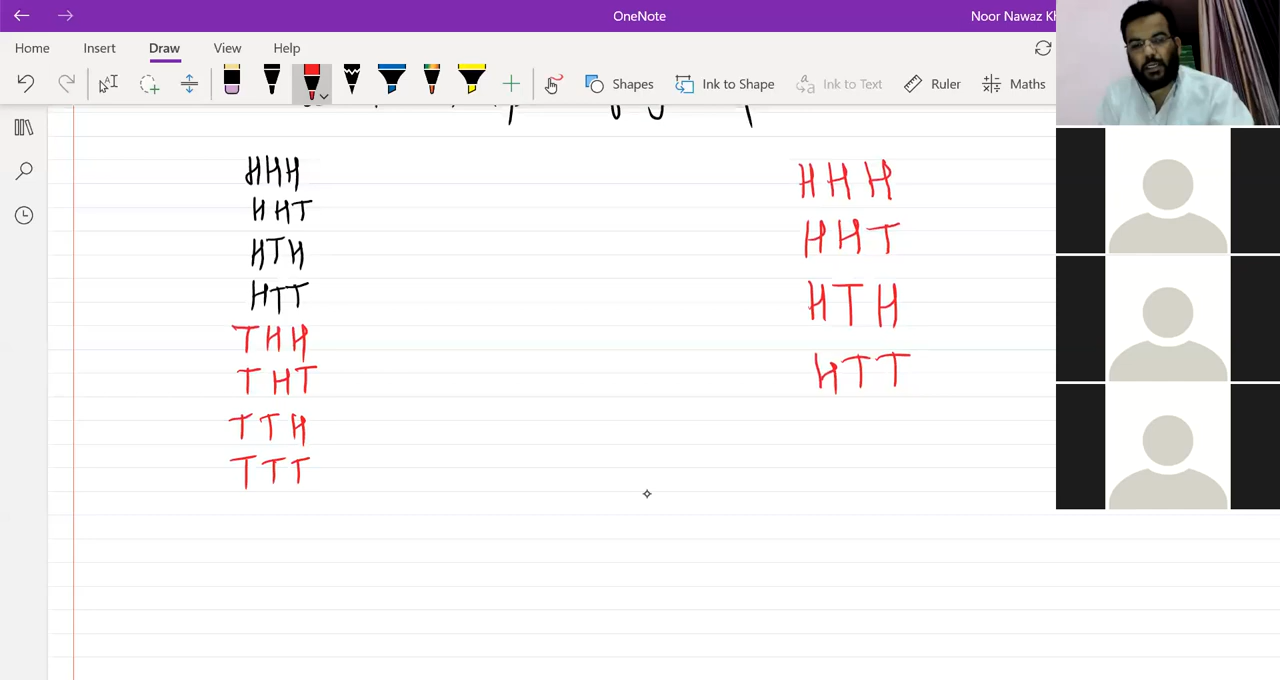 OneNote
Noor Nawaz Kh
Home Insert Draw View Help
Shapes Ink to Shape Ink to Text Ruler Maths
HHH
HHT
HTH
HTT
THH
THT
TTH
TTT
HHH
HHT
HTH
HTT